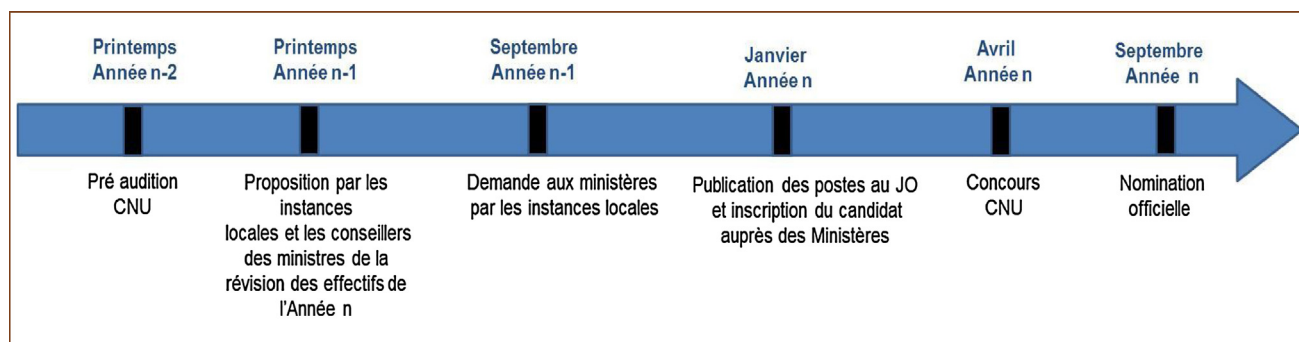 Printemps
Année n-2
Printemps
Année n-1
Septembre
Année n-1
Janvier
Année n
Avril
Année n
Septembre
Année n
Pré audition
CNU
Proposition par les
instances
locales et les conseillers
des ministres de la
révision des effectifs de
l'Année n
Demande aux ministères
par les instances locales
Publication des postes au JO
et inscription du candidat
auprès des Ministères
Concours
CNU
Nomination
officielle